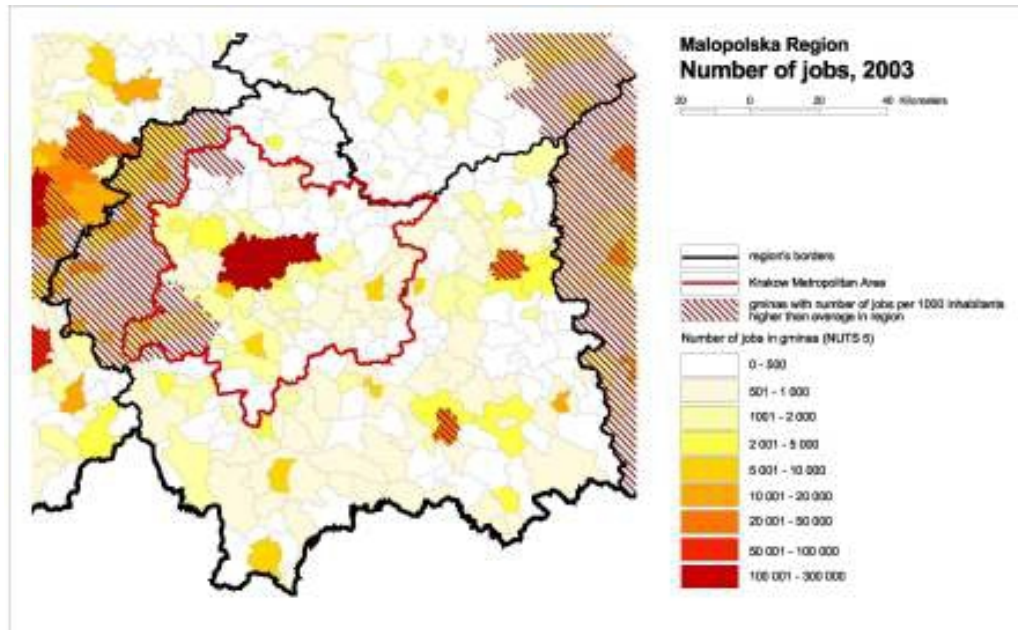 Malopolska Region
Number of jobs, 2003
20 0 20 40 Kilometers
region's borders
Krakow Metropolitan Area
gminas with number of jobs per 1000 inhabitants
higher than average in region
Number of jobs in gminas (NUTS 5)
0 - 500
501 - 1 000
1001 - 2 000
2 001 - 5 000
5 001 - 10 000
10 001 - 20 000
20 001 - 50 000
50 001 - 100 000
100 001 - 300 000